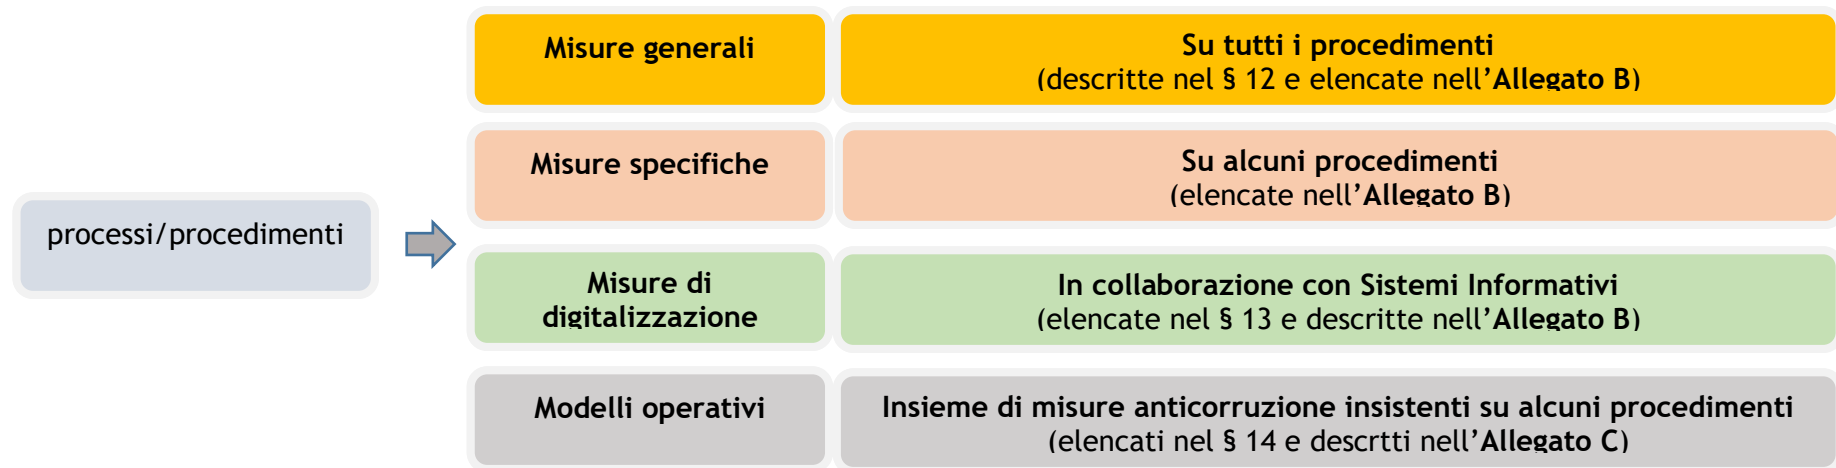 Misure generali
Su tutti i procedimenti
(descritte nel § 12 e elencate nell’Allegato B)
Misure specifiche
Su alcuni procedimenti
(elencate nell’Allegato B)
processi/procedimenti
Misure di
digitalizzazione
In collaborazione con Sistemi Informativi
(elencate nel § 13 e descritte nell’Allegato B)
Modelli operativi
Insieme di misure anticorruzione insistenti su alcuni procedimenti
(elencati nel § 14 e descrtti nell’Allegato C)